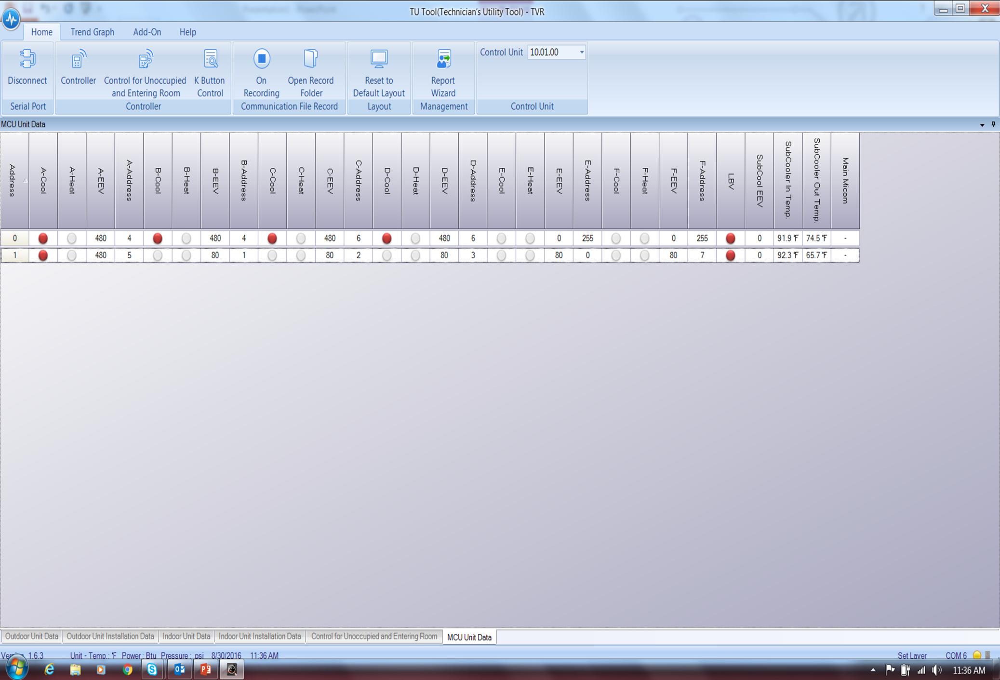 TU Tool(Technician's Utility Tool) - TVR
Home Trend Graph Add-On Help
Control Unit 10.01.00
Disconnect Controller Control for Unoccupied K Button On Open Record Reset to Report
and Entering Room Control Recording Folder Default Layout Wizard
Serial Port Controller Communication File Record Layout Management Control Unit
MCU Unit Data
Address A-Cool A-Heat A-EEV A-Address B-Cool B-Heat B-EEV B-Address C-Cool C-Heat C-EEV C-Address D-Cool D-Heat D-EEV D-Address E-Cool E-Heat E-EEV E-Address F-Cool F-Heat F-EEV F-Address LBV SubCool EEV SubCooler In Temp. SubCooler Out Temp. Main Micom
0 480 4 480 4 480 6 480 6 0 255 0 255 0 91.9 °F 74.5 °F -
1 480 5 80 1 80 2 80 3 80 0 80 7 0 92.3 °F 65.7 °F -
Outdoor Unit Data Outdoor Unit Installation Data Indoor Unit Data Indoor Unit Installation Data Control for Unoccupied and Entering Room MCU Unit Data
1.6.3 Unit - Temp.: °F Power: Btu Pressure: psi 8/30/2016 11:36 AM Set Layer COM 6
11:36 AM